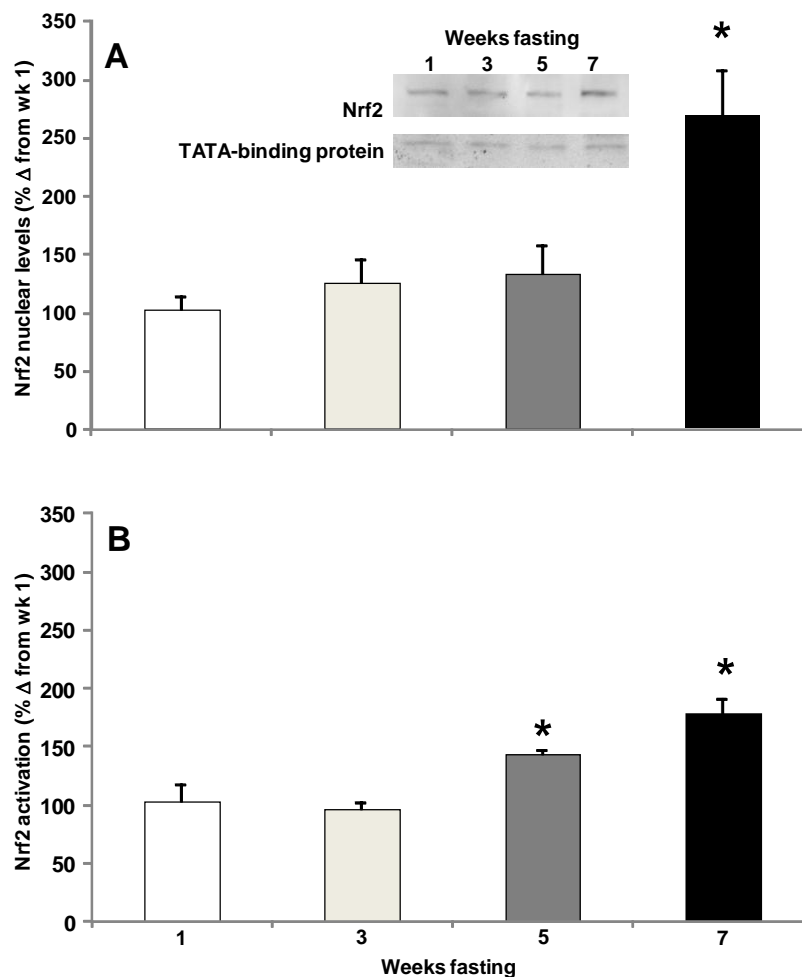 A
Weeks fasting
1 3 5 7
Nrf2
TATA-binding protein
*
Nrf2 nuclear levels (% Δ from wk 1)
350
300
250
200
150
100
50
0
B
*
*
Nrf2 activation (% Δ from wk 1)
350
300
250
200
150
100
50
0
1 3 5 7
Weeks fasting